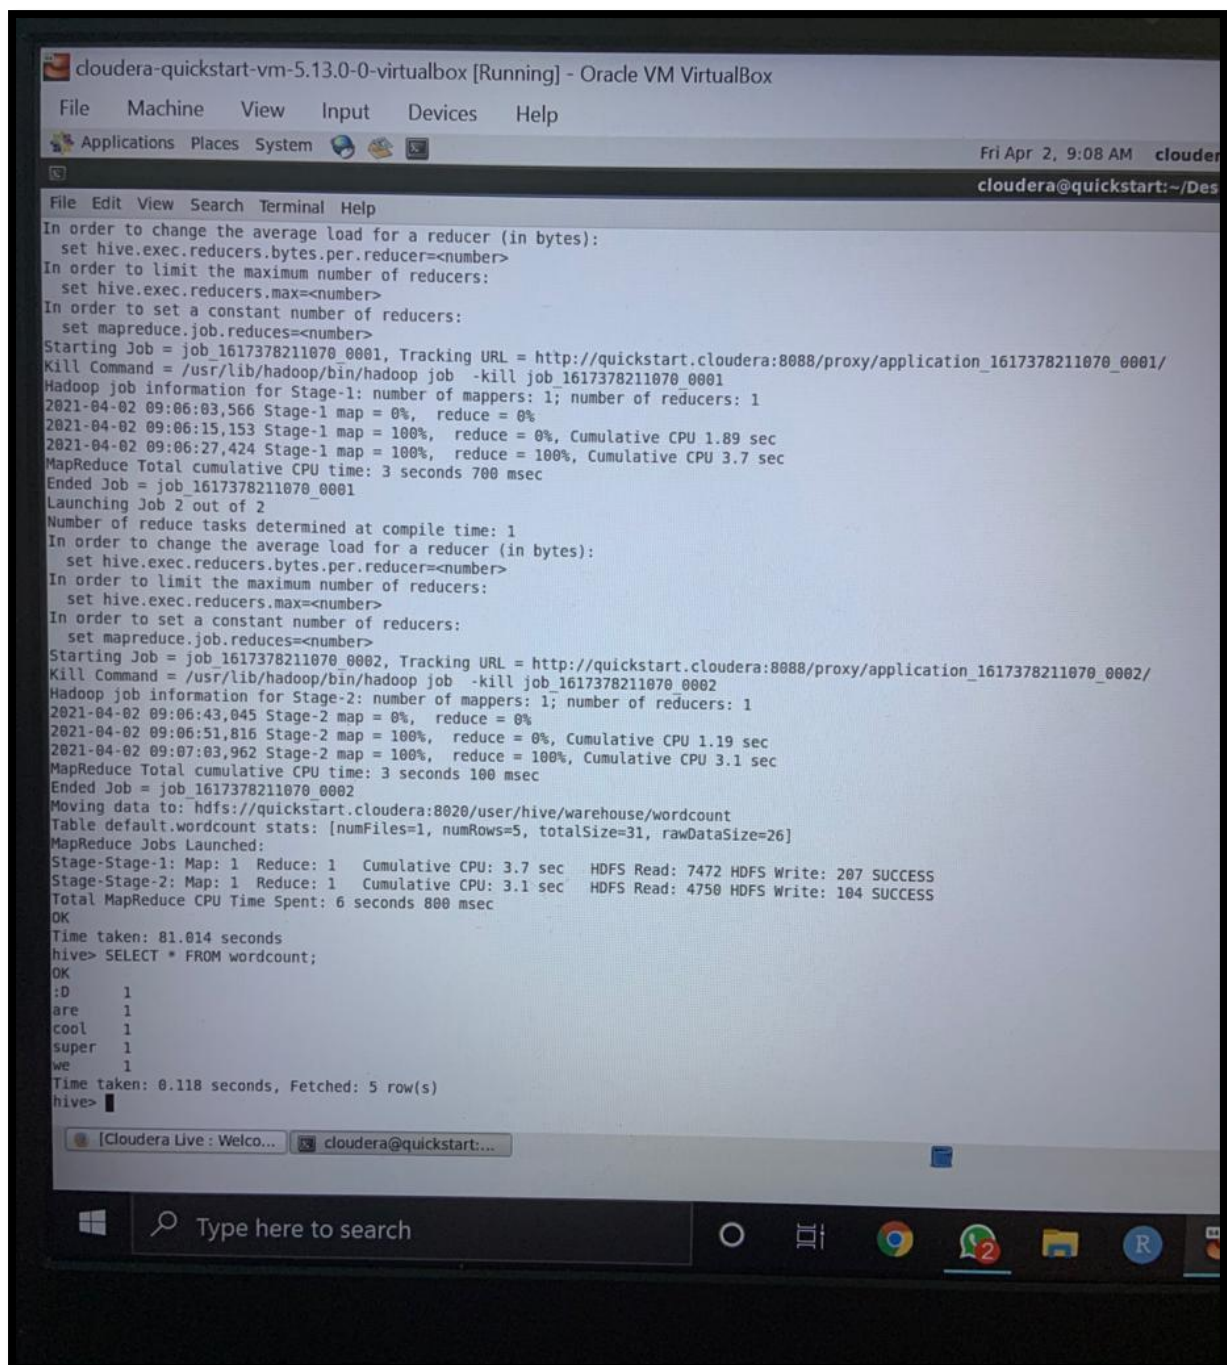 cloudera-quickstart-vm-5.13.0-0-virtualbox [Running] - Oracle VM VirtualBox
File Machine View Input Devices Help
Applications Places System
Fri Apr 2, 9:08 AM clouder
cloudera@quickstart:~/Des
File Edit View Search Terminal Help
In order to change the average load for a reducer (in bytes):
set hive.exec.reducers.bytes.per.reducer=<number>
In order to limit the maximum number of reducers:
set hive.exec.reducers.max=<number>
In order to set a constant number of reducers:
set mapreduce.job.reduces=<number>
Starting Job = job_1617378211070_0001, Tracking URL = http://quickstart.cloudera:8088/proxy/application_1617378211070_0001/
Kill Command = /usr/lib/hadoop/bin/hadoop job -kill job_1617378211070_0001
Hadoop job information for Stage-1: number of mappers: 1; number of reducers: 1
2021-04-02 09:06:03,566 Stage-1 map = 0%, reduce = 0%
2021-04-02 09:06:15,153 Stage-1 map = 100%, reduce = 0%, Cumulative CPU 1.89 sec
2021-04-02 09:06:27,424 Stage-1 map = 100%, reduce = 100%, Cumulative CPU 3.7 sec
MapReduce Total cumulative CPU time: 3 seconds 700 msec
Ended Job = job_1617378211070_0001
Launching Job 2 out of 2
Number of reduce tasks determined at compile time: 1
In order to change the average load for a reducer (in bytes):
set hive.exec.reducers.bytes.per.reducer=<number>
In order to limit the maximum number of reducers:
set hive.exec.reducers.max=<number>
In order to set a constant number of reducers:
set mapreduce.job.reduces=<number>
Starting Job = job_1617378211070_0002, Tracking URL = http://quickstart.cloudera:8088/proxy/application_1617378211070_0002/
Kill Command = /usr/lib/hadoop/bin/hadoop job -kill job_1617378211070_0002
Hadoop job information for Stage-2: number of mappers: 1; number of reducers: 1
2021-04-02 09:06:43,045 Stage-2 map = 0%, reduce = 0%
2021-04-02 09:06:51,816 Stage-2 map = 100%, reduce = 0%, Cumulative CPU 1.19 sec
2021-04-02 09:07:03,962 Stage-2 map = 100%, reduce = 100%, Cumulative CPU 3.1 sec
MapReduce Total cumulative CPU time: 3 seconds 100 msec
Ended Job = job_1617378211070_0002
Moving data to: hdfs://quickstart.cloudera:8020/user/hive/warehouse/wordcount
Table default.wordcount stats: [numFiles=1, numRows=5, totalSize=31, rawDataSize=26]
MapReduce Jobs Launched:
Stage-Stage-1: Map: 1 Reduce: 1 Cumulative CPU: 3.7 sec HDFS Read: 7472 HDFS Write: 207 SUCCESS
Stage-Stage-2: Map: 1 Reduce: 1 Cumulative CPU: 3.1 sec HDFS Read: 4750 HDFS Write: 104 SUCCESS
Total MapReduce CPU Time Spent: 6 seconds 800 msec
OK
Time taken: 81.014 seconds
hive> SELECT * FROM wordcount;
OK
:D 1
are 1
cool 1
super 1
we 1
Time taken: 0.118 seconds, Fetched: 5 row(s)
hive>
[Cloudera Live : Welco... cloudera@quickstart:...
Type here to search
2
R